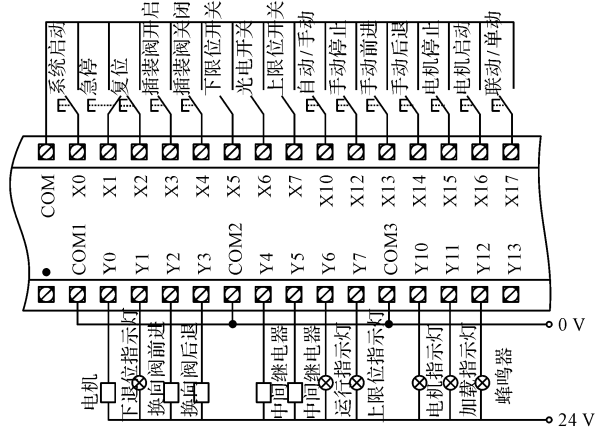 系统启动
急停
复位
插装阀开启
插装阀关闭
下限位开关
光电开关
上限位开关
自动/手动
手动停止
手动前进
手动后退
电机停止
电机启动
联动/单动
COM
X0
X1
X2
X3
X4
X5
X6
X7
X10
X12
X13
X14
X15
X16
X17
COM1
Y0
Y1
Y2
Y3
COM2
Y4
Y5
Y6
Y7
COM3
Y10
Y11
Y12
Y13
0 V
电机
下退位指示灯
换向阀前进
换向阀后退
中间继电器
中间继电器
运行指示灯
上限位指示灯
电机指示灯
加载指示灯
蜂鸣器
24 V